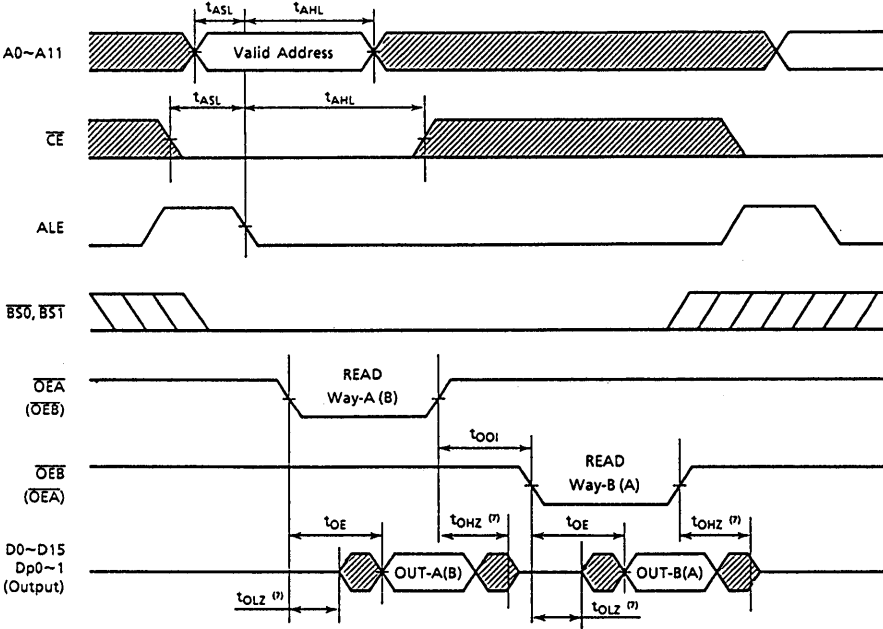 tASL tAHL
A0~A11 Valid Address
tASL tAHL
CE
ALE
BS0, BS1
OEA READ
(OEB) Way-A (B)
tOOI
OEB READ
(OEA) Way-B (A)
tOE tOHZ (7) tOE tOHZ (7)
D0~D15
Dp0~1 OUT-A(B) OUT-B(A)
(Output)
tOLZ (7) tOLZ (7)